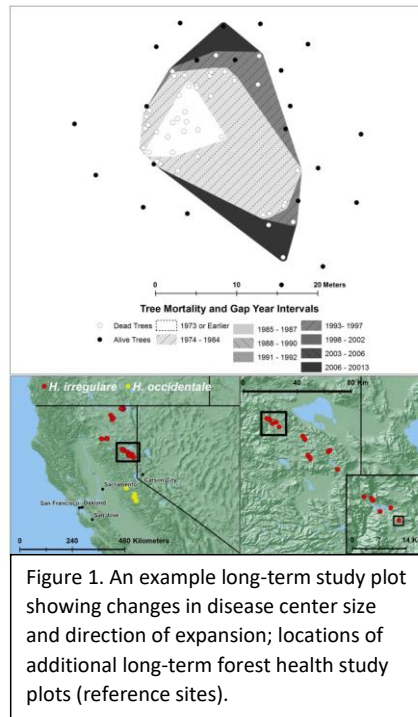 0 10 20
Meters
Tree Mortality and Gap Year Intervals
Dead Trees 1973 or Earlier 1985 - 1987 1993- 1997
Alive Trees 1974 - 1984 1988 - 1990 1998 - 2002
1991 - 1992 2003 - 2006
2006 - 20013
H. irregulare H. occidentale
0 40 80 Km
Sacramento Carson City
San Francisco Oakland
San Jose
0 240 480 Kilometers
0 7 14 K
Figure 1. An example long-term study plot
showing changes in disease center size
and direction of expansion; locations of
additional long-term forest health study
plots (reference sites).